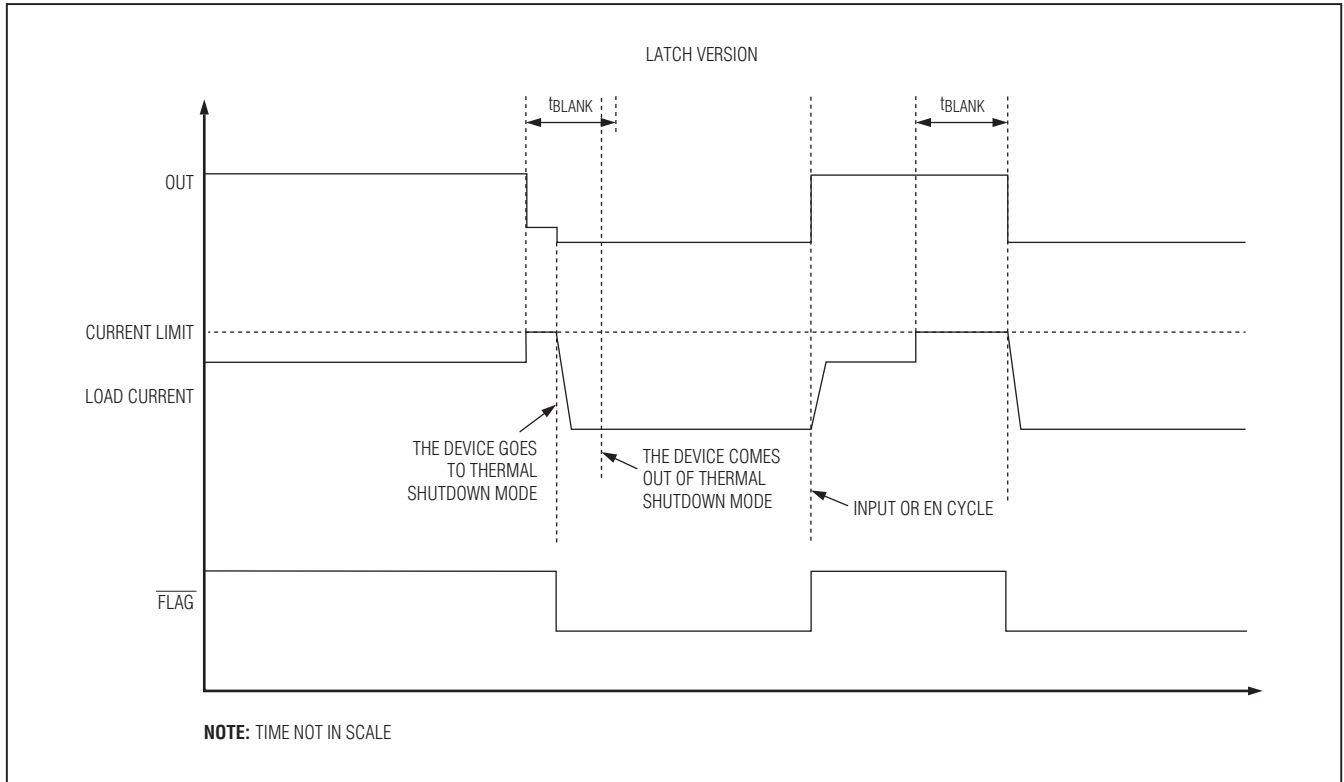 LATCH VERSION
tBLANK
tBLANK
OUT
CURRENT LIMIT
LOAD CURRENT
THE DEVICE GOES
TO THERMAL
SHUTDOWN MODE
THE DEVICE COMES
OUT OF THERMAL
SHUTDOWN MODE
INPUT OR EN CYCLE
FLAG
NOTE: TIME NOT IN SCALE